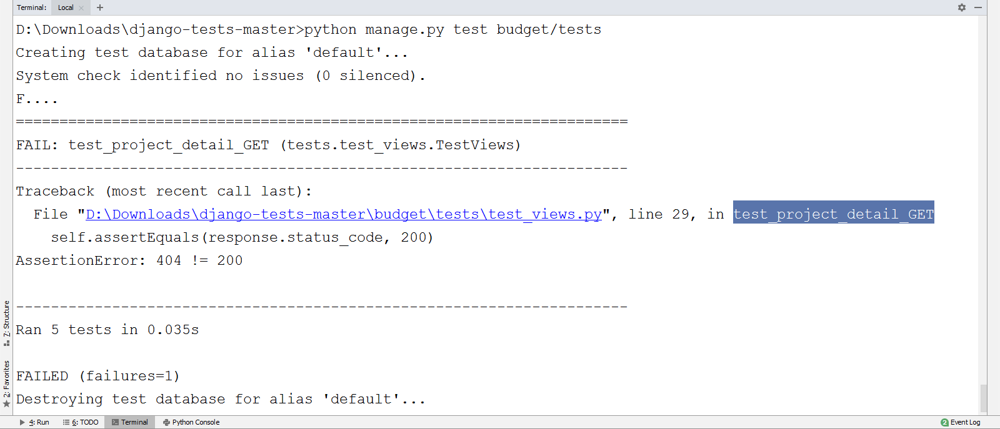 Terminal: Local × +
D:\Downloads\django-tests-master>python manage.py test budget/tests
Creating test database for alias 'default'...
System check identified no issues (0 silenced).
F....
======================================================================
FAIL: test_project_detail_GET (tests.test_views.TestViews)
----------------------------------------------------------------------
Traceback (most recent call last):
  File "D:\Downloads\django-tests-master\budget\tests\test_views.py", line 29, in test_project_detail_GET
    self.assertEquals(response.status_code, 200)
AssertionError: 404 != 200
----------------------------------------------------------------------
Ran 5 tests in 0.035s
FAILED (failures=1)
Destroying test database for alias 'default'...
Z: Structure
2: Favorites
4: Run 6: TODO Terminal Python Console 2 Event Log